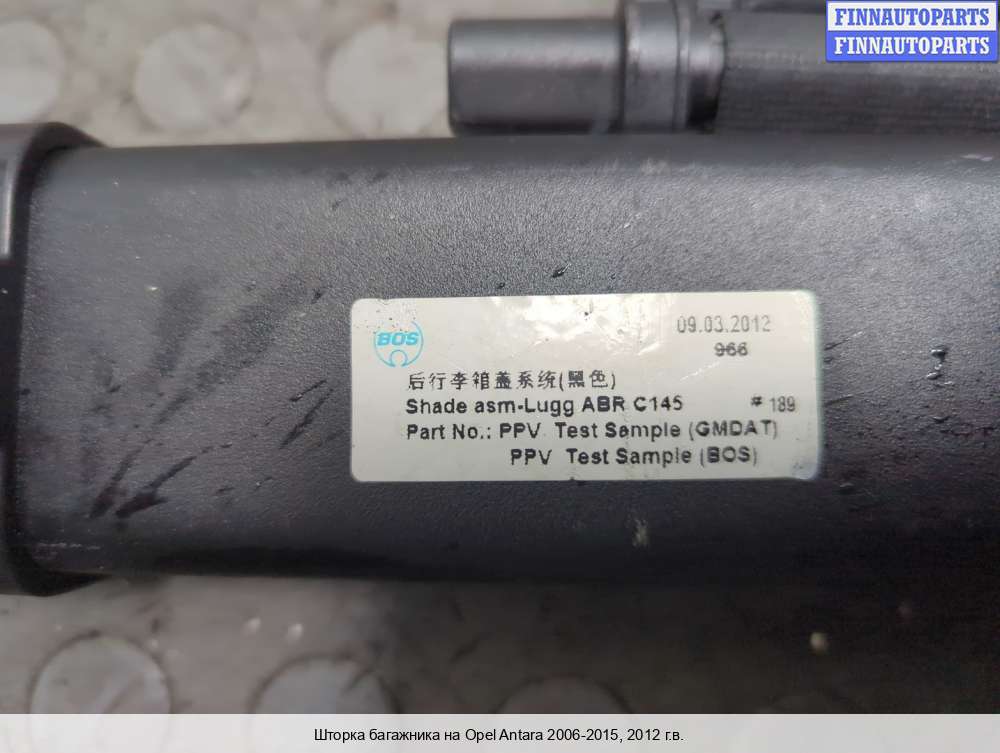 FINNAUTOPARTS
FINNAUTOPARTS
BOS
09.03.2012
966
后行李箱盖系统(黑色)
Shade asm-Lugg ABR C145 # 189
Part No.: PPV Test Sample (GMDAT)
PPV Test Sample (BOS)
Шторка багажника на Opel Antara 2006-2015, 2012 г.в.